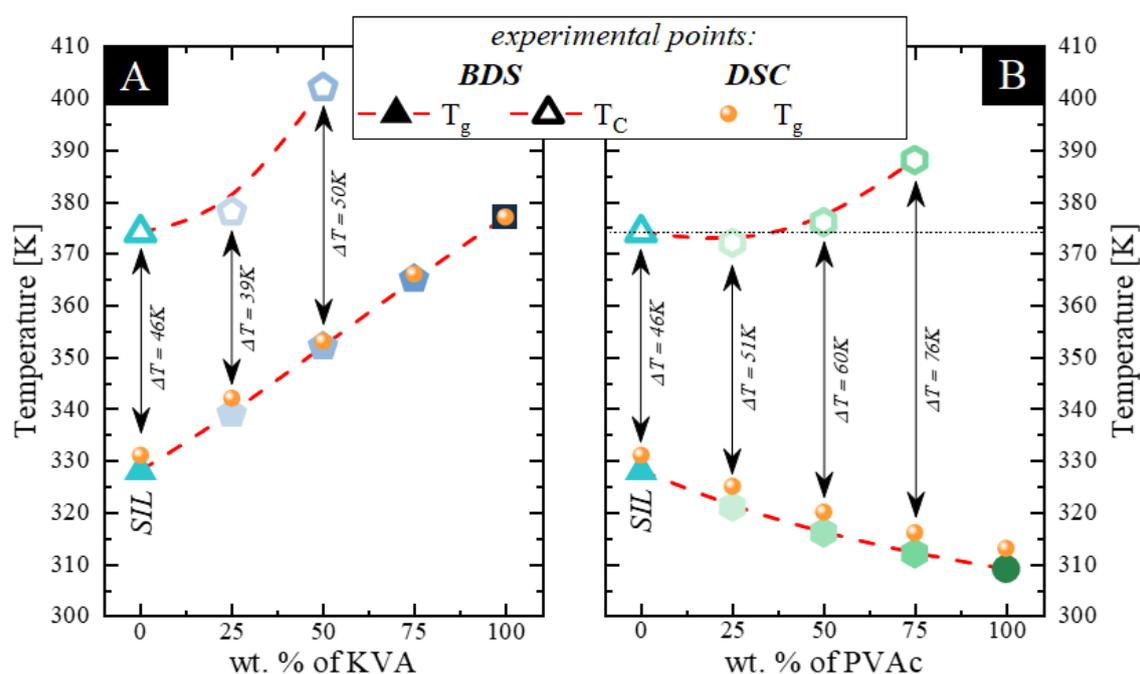 experimental points:
BDS DSC
T_g T_C T_g
A
B
410
400
390
380
370
360
350
340
330
320
310
300
Temperature [K]
ΔT = 46K
ΔT = 39K
ΔT = 50K
SIL
0 25 50 75 100
wt. % of KVA
ΔT = 46K
ΔT = 51K
ΔT = 60K
ΔT = 76K
SIL
0 25 50 75 100
wt. % of PVAc
410
400
390
380
370
360
350
340
330
320
310
300
Temperature [K]